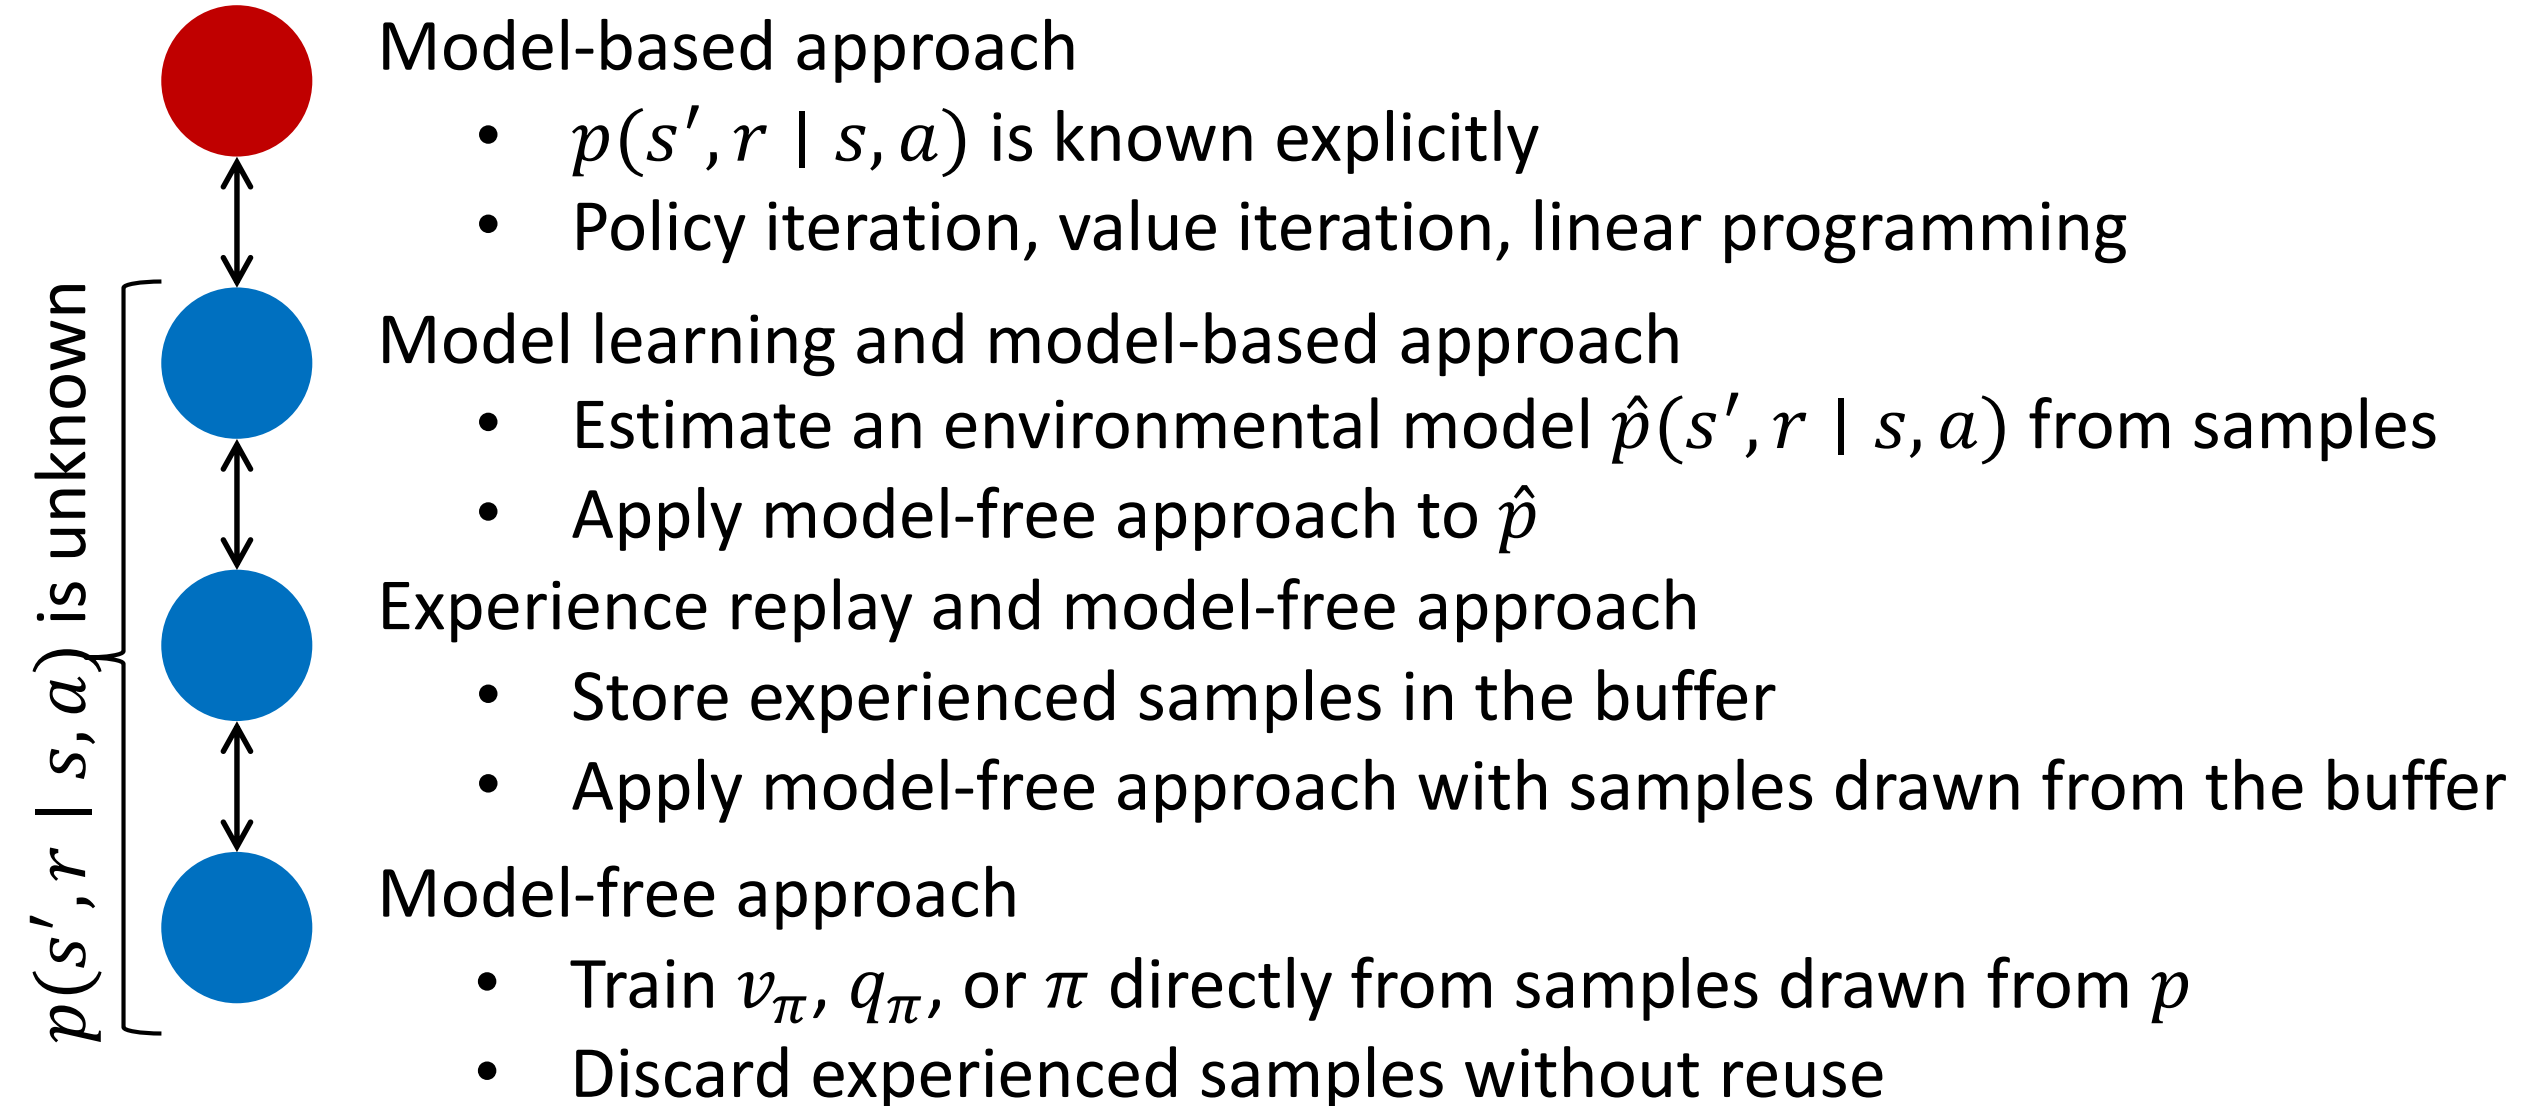 Model-based approach
• p(s′, r | s, a) is known explicitly
• Policy iteration, value iteration, linear programming
p(s′, r | s, a) is unknown
Model learning and model-based approach
• Estimate an environmental model p̂(s′, r | s, a) from samples
• Apply model-free approach to p̂
Experience replay and model-free approach
• Store experienced samples in the buffer
• Apply model-free approach with samples drawn from the buffer
Model-free approach
• Train v_π, q_π, or π directly from samples drawn from p
• Discard experienced samples without reuse